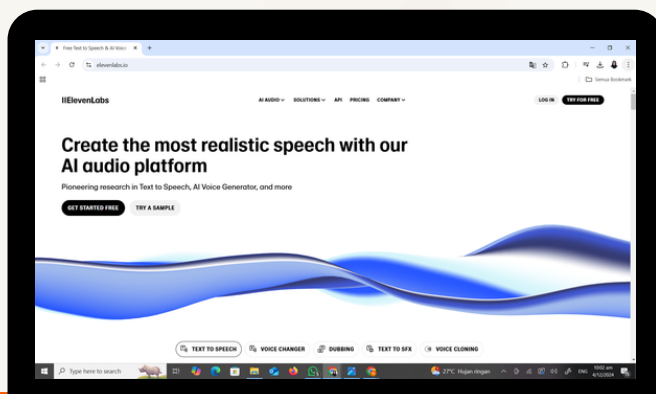 Free Text to Speech & AI Voice
elevenlabs.io
Semua Bookmark
IIElevenLabs
AI AUDIO SOLUTIONS API PRICING COMPANY
LOG IN TRY FOR FREE
Create the most realistic speech with our
AI audio platform
Pioneering research in Text to Speech, AI Voice Generator, and more
GET STARTED FREE TRY A SAMPLE
TEXT TO SPEECH VOICE CHANGER DUBBING TEXT TO SFX VOICE CLONING
Type here to search 27°C Hujan ringan ENG 10:02 am
4/12/2024